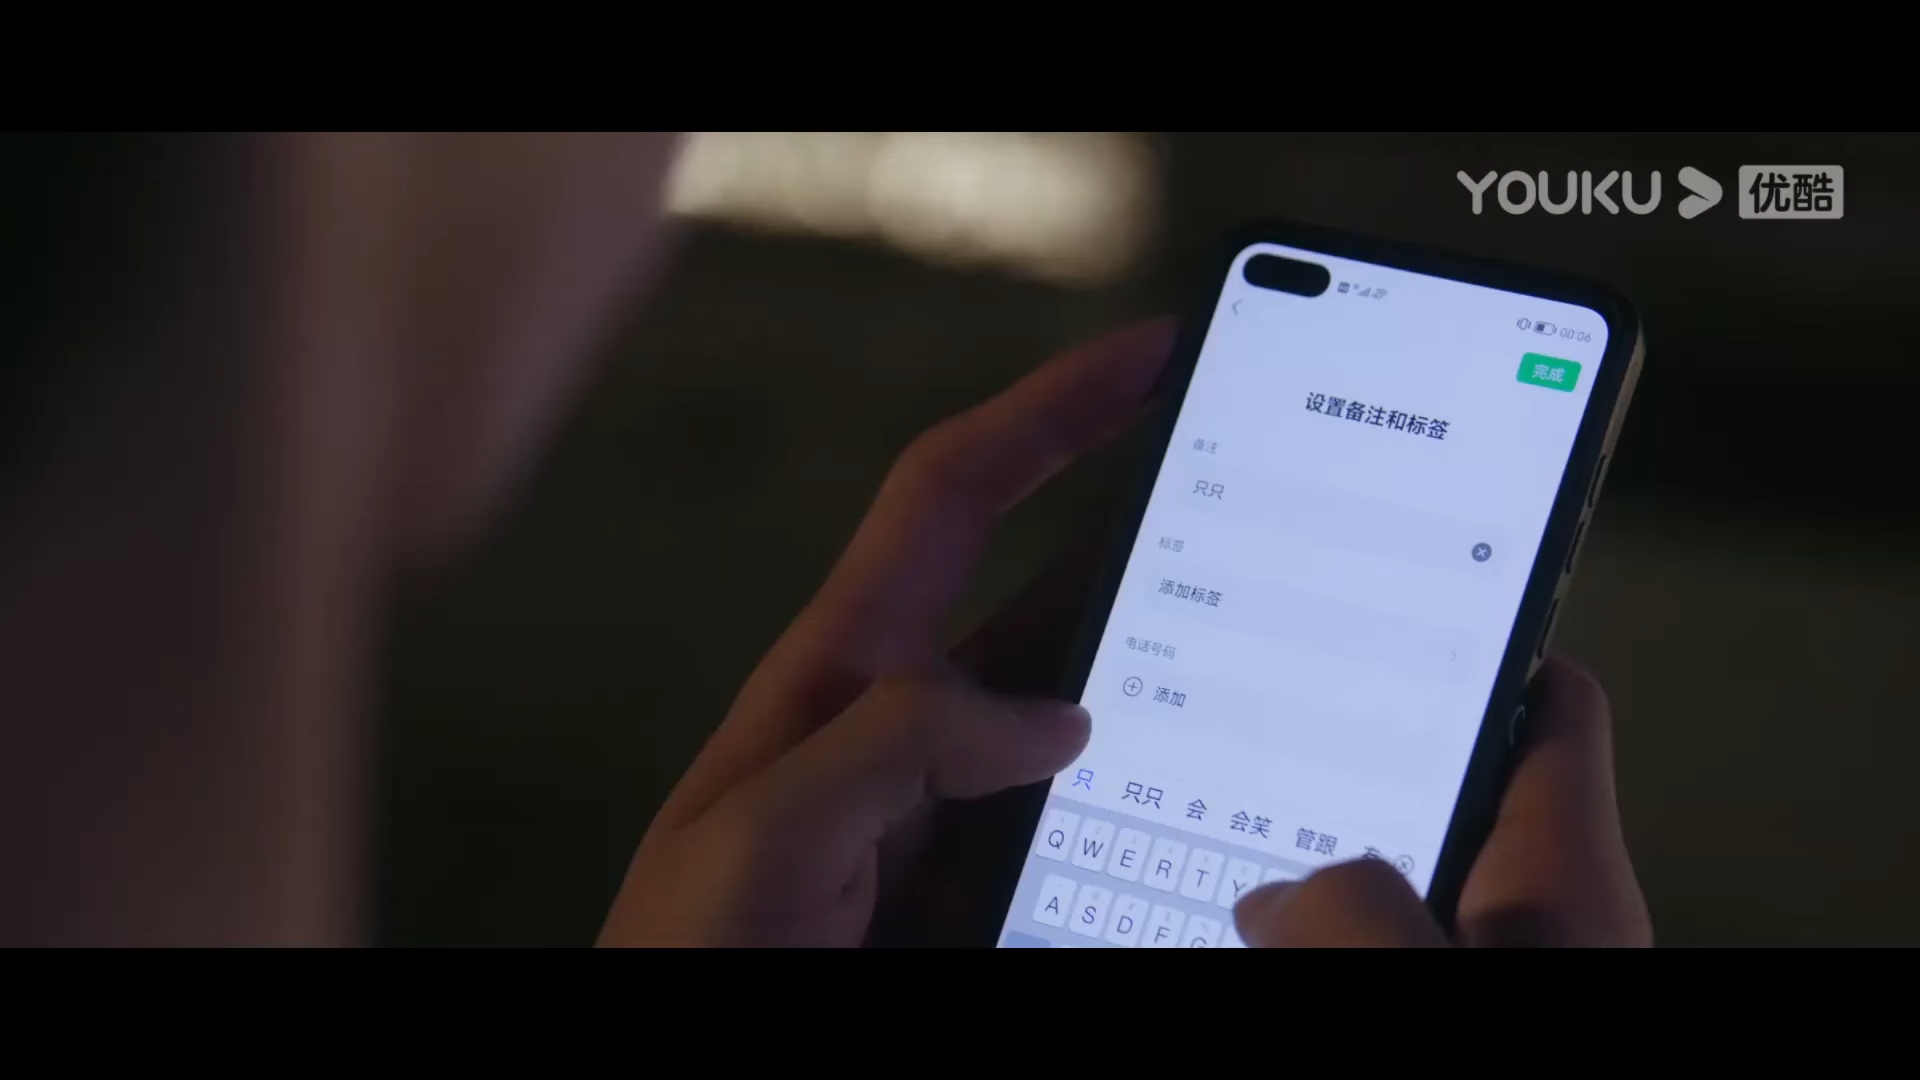 YOUKU 优酷
00:06
完成
设置备注和标签
备注
只只
标签
添加标签
电话号码
添加
只 只只 会 会笑 管跟
Q W E R T Y
A S D F G